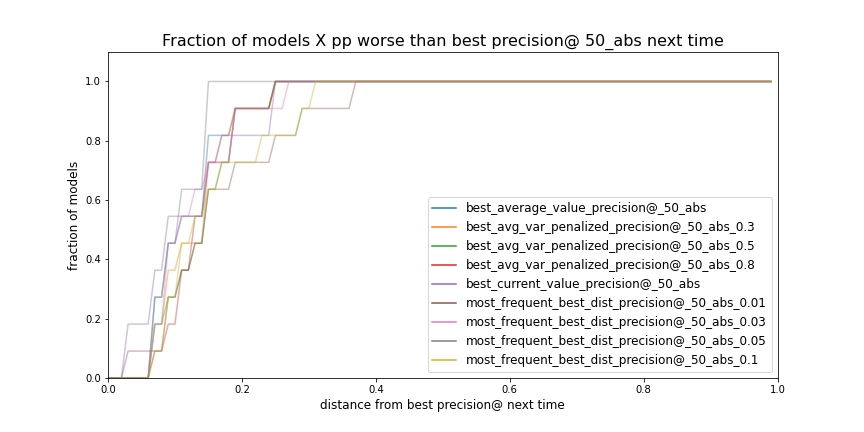 Fraction of models X pp worse than best precision@ 50_abs next time
fraction of models
1.0
0.8
0.6
0.4
0.2
0.0
best_average_value_precision@_50_abs
best_avg_var_penalized_precision@_50_abs_0.3
best_avg_var_penalized_precision@_50_abs_0.5
best_avg_var_penalized_precision@_50_abs_0.8
best_current_value_precision@_50_abs
most_frequent_best_dist_precision@_50_abs_0.01
most_frequent_best_dist_precision@_50_abs_0.03
most_frequent_best_dist_precision@_50_abs_0.05
most_frequent_best_dist_precision@_50_abs_0.1
0.0 0.2 0.4 0.6 0.8 1.0
distance from best precision@ next time